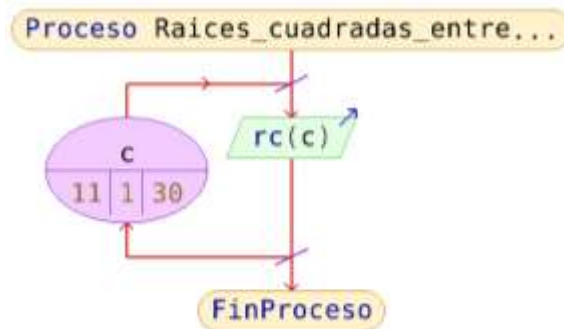 Proceso Raices_cuadradas_entre...
rc(c)
c
11 1 30
FinProceso